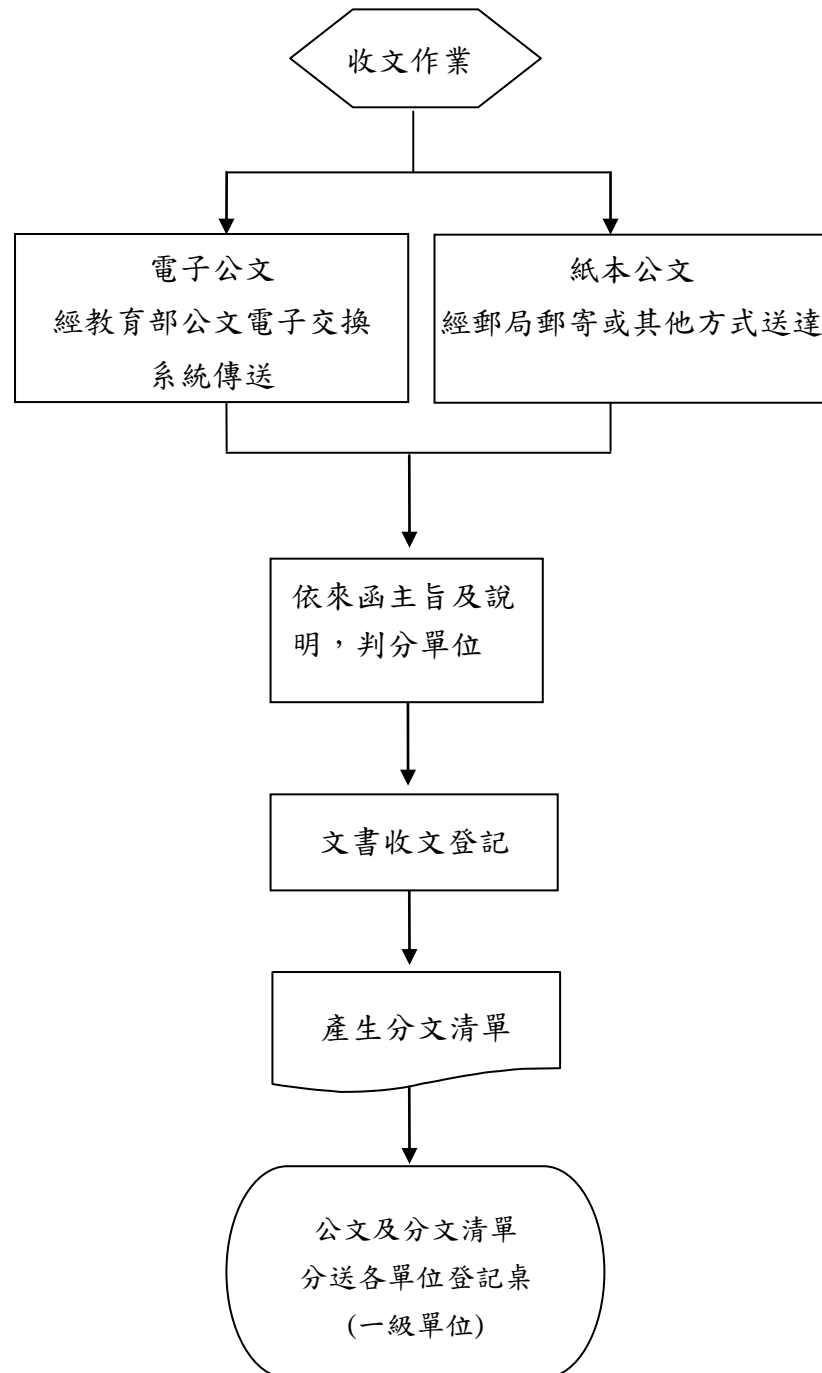 收文作業
電子公文
經教育部公文電子交換
系統傳送
紙本公文
經郵局郵寄或其他方式送達
依來函主旨及說
明，判分單位
文書收文登記
產生分文清單
公文及分文清單
分送各單位登記桌
(一級單位)